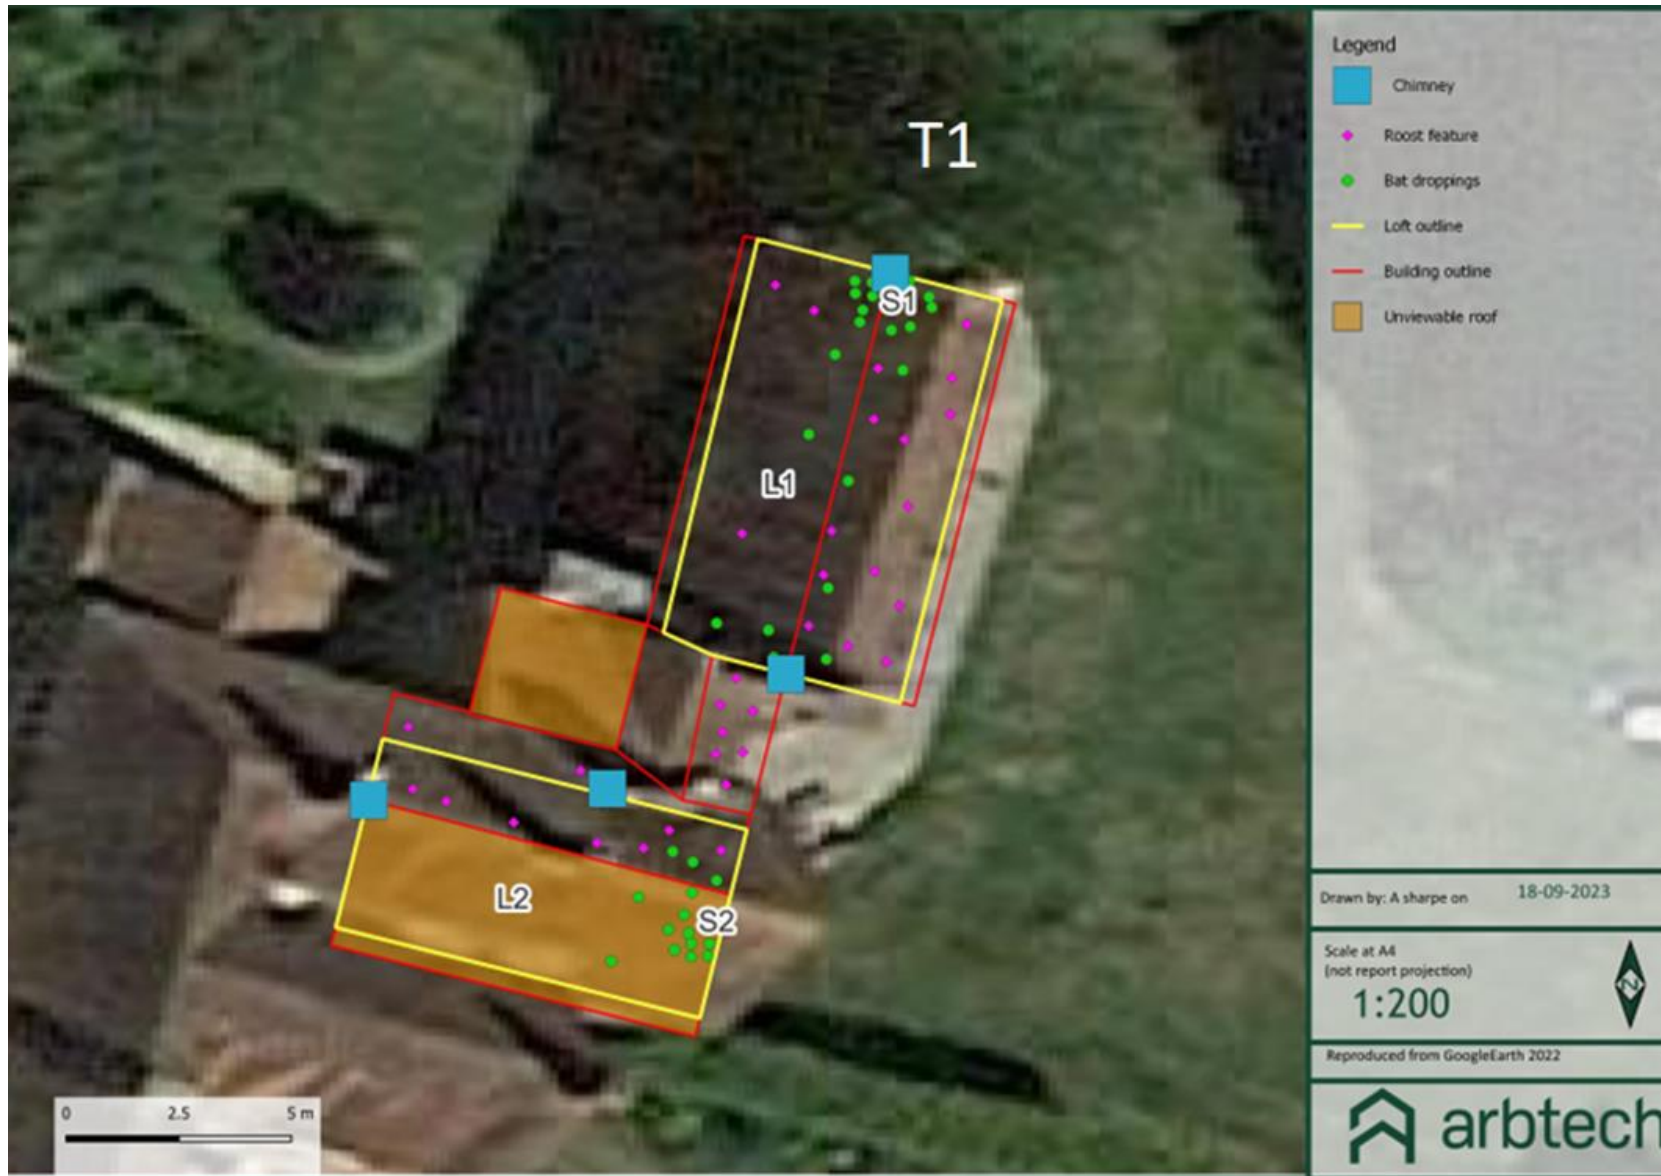 T1
S1
L1
L2
S2
0 2.5 5 m
Legend
Chimney
Roost feature
Bat droppings
Loft outline
Building outline
Unviewable roof
Drawn by: A sharpe on 18-09-2023
Scale at A4
(not report projection)
1:200
N
Reproduced from GoogleEarth 2022
arbtech